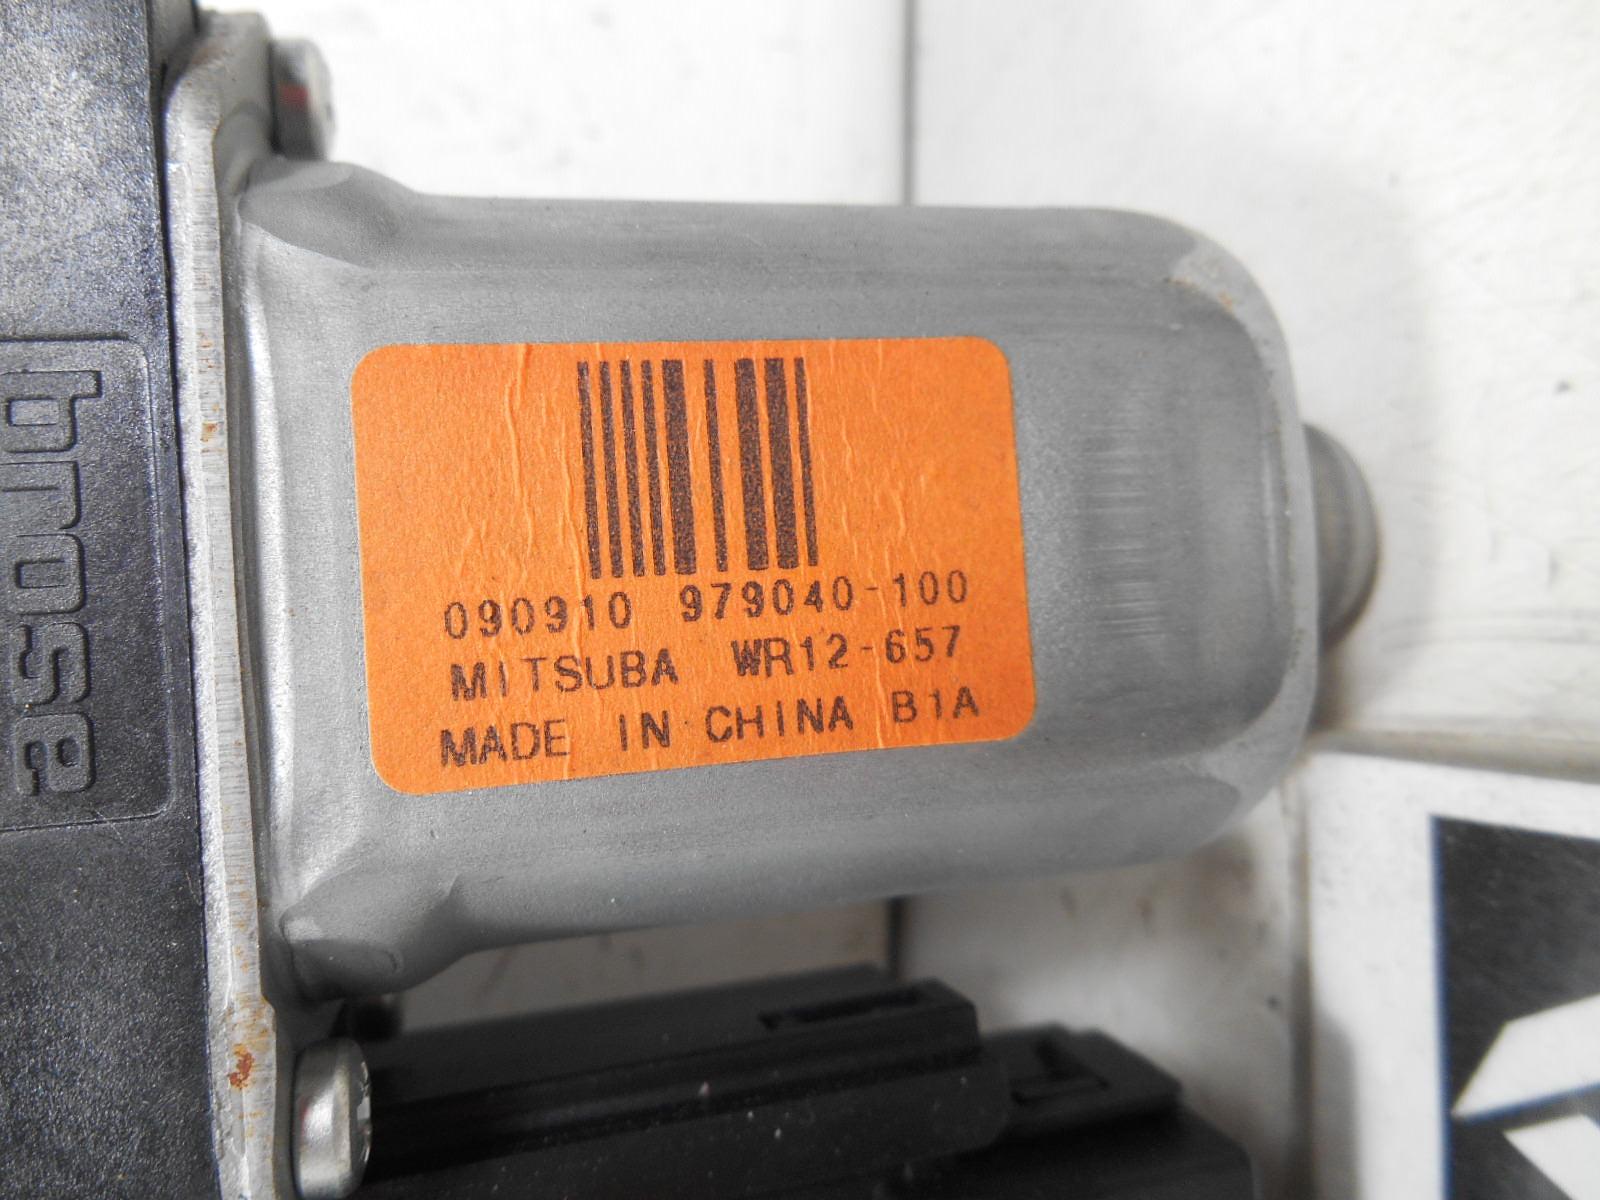 brose
090910 979040-100
MITSUBA WR12-657
MADE IN CHINA B1A